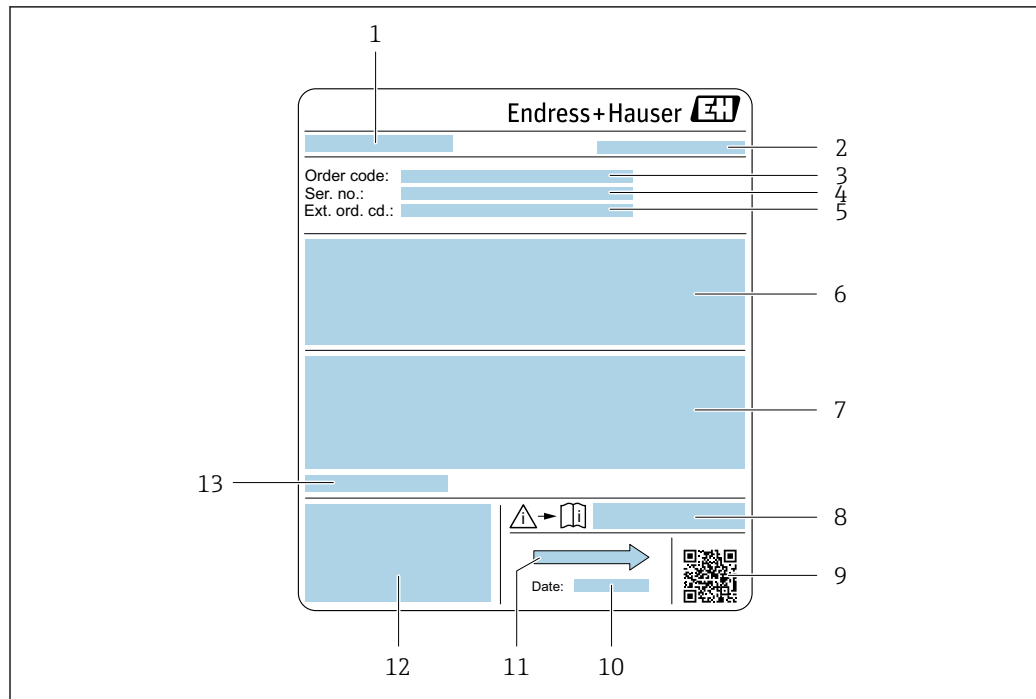 1
Endress+Hauser EH
2
Order code:
3
Ser. no.:
4
Ext. ord. cd.:
5
6
7
13
i i
8
9
Date:
12
11
10